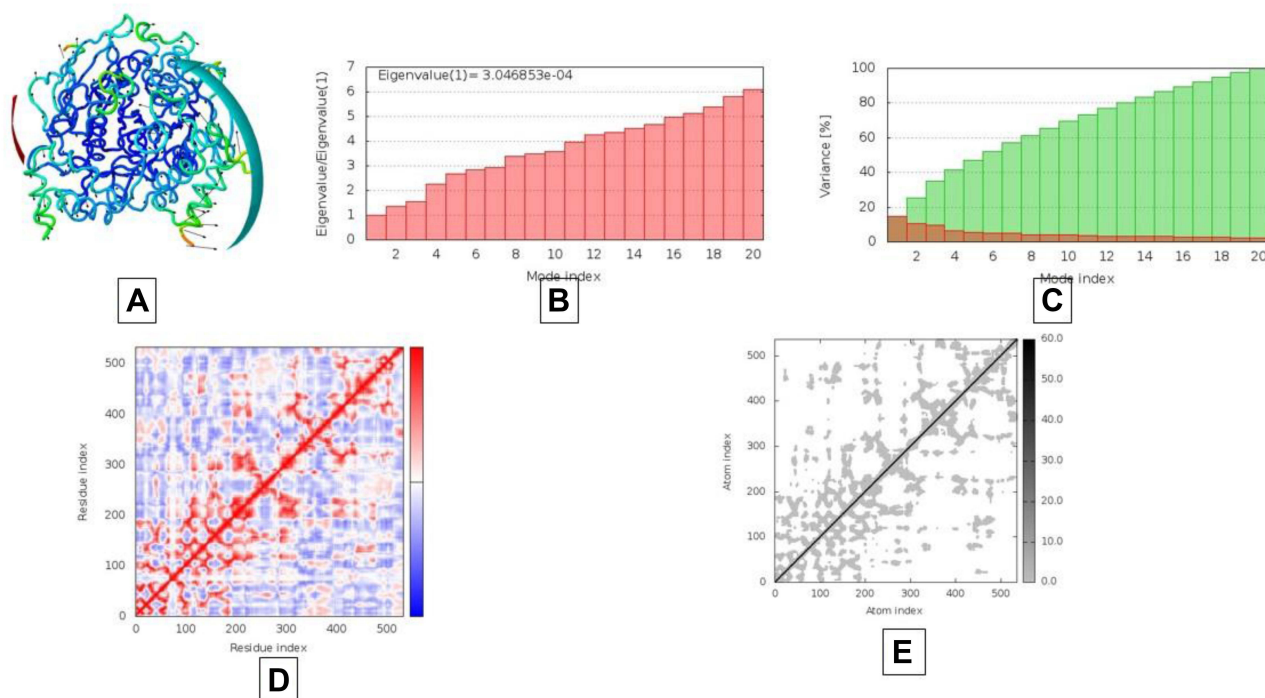 A
Eigenvalue(1)= 3.046853e-04
Eigenvalue/Eigenvalue(1)
7
6
5
4
3
2
1
0
2 4 6 8 10 12 14 16 18 20
Mode index
B
Variance [%]
100
80
60
40
20
0
2 4 6 8 10 12 14 16 18 20
Mode index
C
Residue index
500
400
300
200
100
0
0 100 200 300 400 500
Residue index
D
Atom index
500
400
300
200
100
0
0 100 200 300 400 500
Atom index
60.0
50.0
40.0
30.0
20.0
10.0
0.0
E